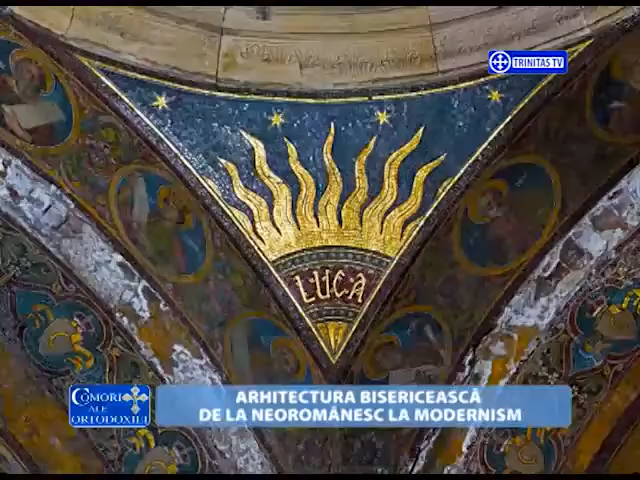 TRINITAS TV
LUCA
COMORI
ALE
ORTODOXIEI
ARHITECTURA BISERICEASCĂ
DE LA NEOROMÂNESC LA MODERNISM